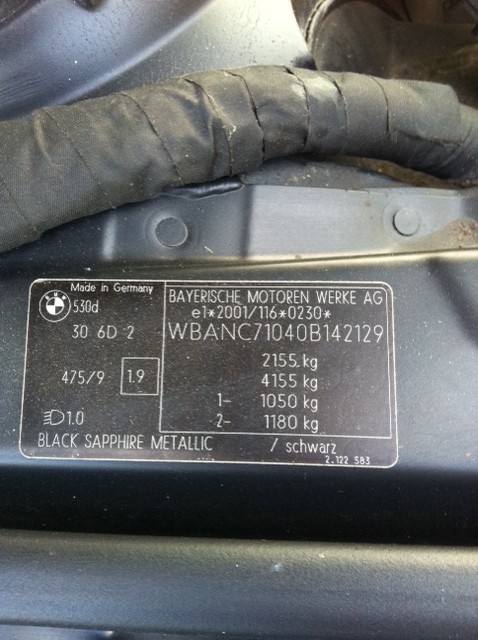 Made in Germany
530d
30 6D 2
475/9 1.9
1.0
BAYERISCHE MOTOREN WERKE AG
e1*2001/116*0230*
WBANC71040B142129
2155 kg
4155 kg
1- 1050 kg
2- 1180 kg
BLACK SAPPHIRE METALLIC / schwarz
2.122 583